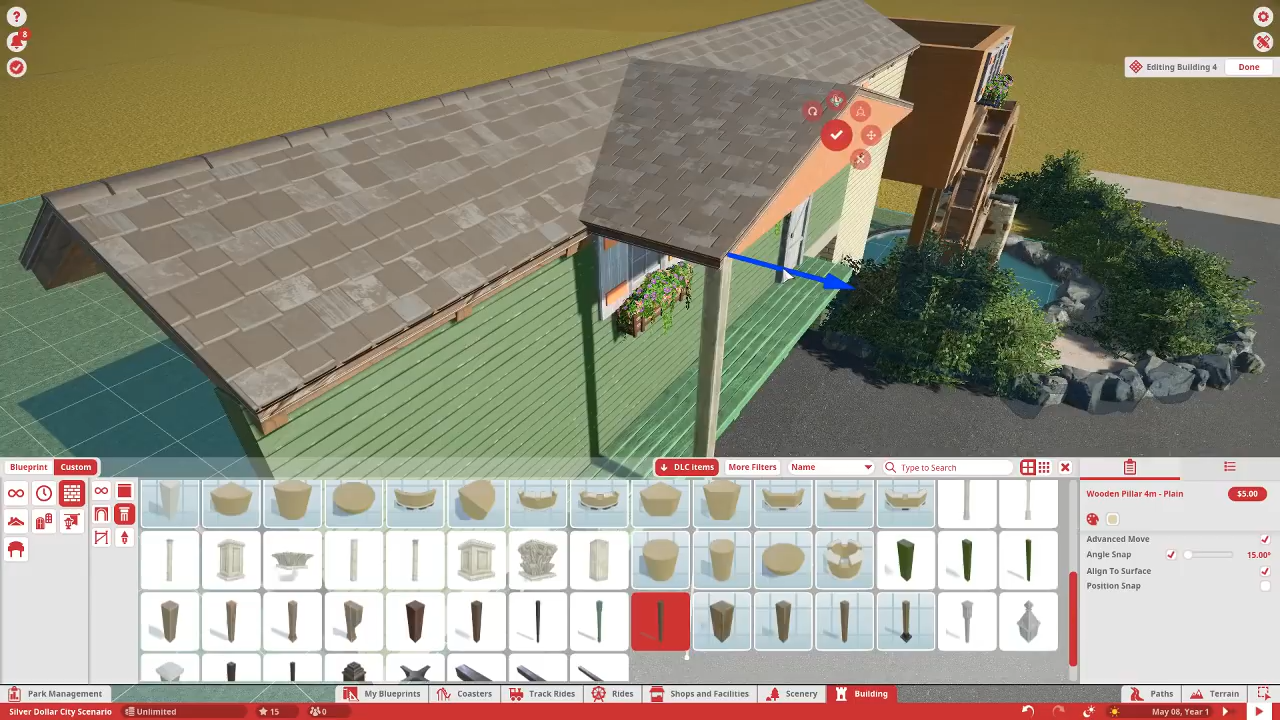 ?
8
Editing Building 4 Done
Blueprint Custom
DLC Items More Filters Name Type to Search
Wooden Pillar 4m - Plain $5.00
Advanced Move
Angle Snap 15.00°
Align To Surface
Position Snap
Park Management My Blueprints Coasters Track Rides Rides Shops and Facilities Scenery Building Paths Terrain
Silver Dollar City Scenario Unlimited 15 0 May 08, Year 1